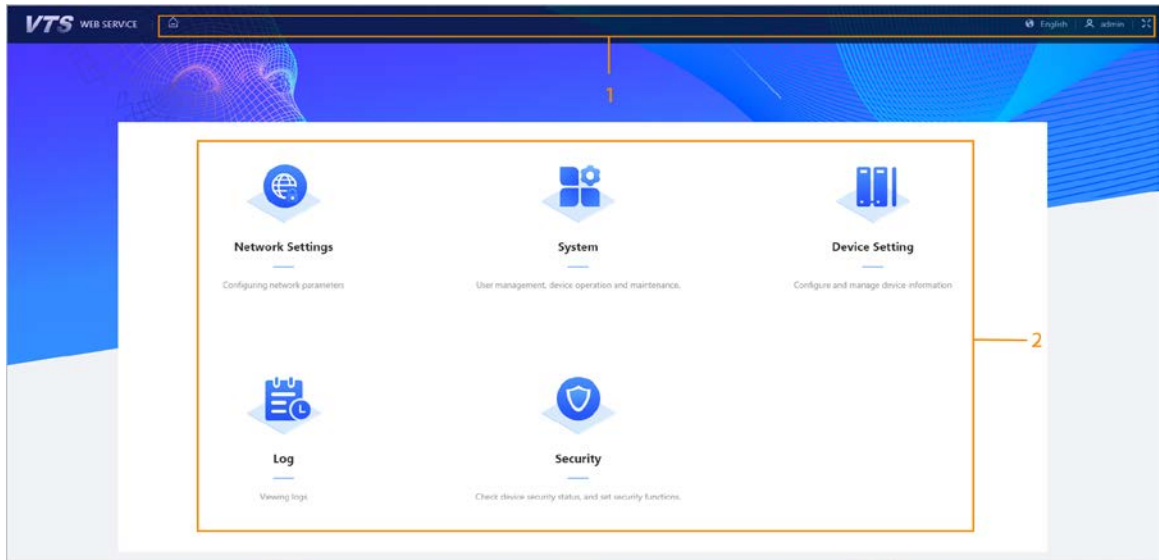 VTS WEB SERVICE English admin
1
Network Settings System Device Setting
Configuring network parameters User management, device operation and maintenance. Configure and manage device information
2
Log Security
Viewing logs Check device security status, and set security functions.